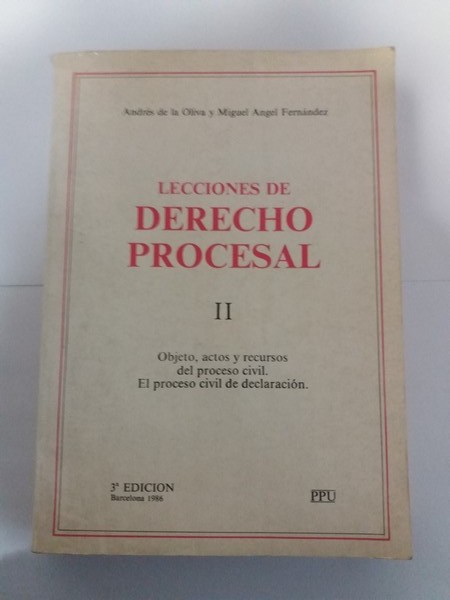 Andrés de la Oliva y Miguel Angel Fernández
LECCIONES DE
DERECHO
PROCESAL
II
Objeto, actos y recursos
del proceso civil.
El proceso civil de declaración.
3ª EDICION
Barcelona 1986
PPU